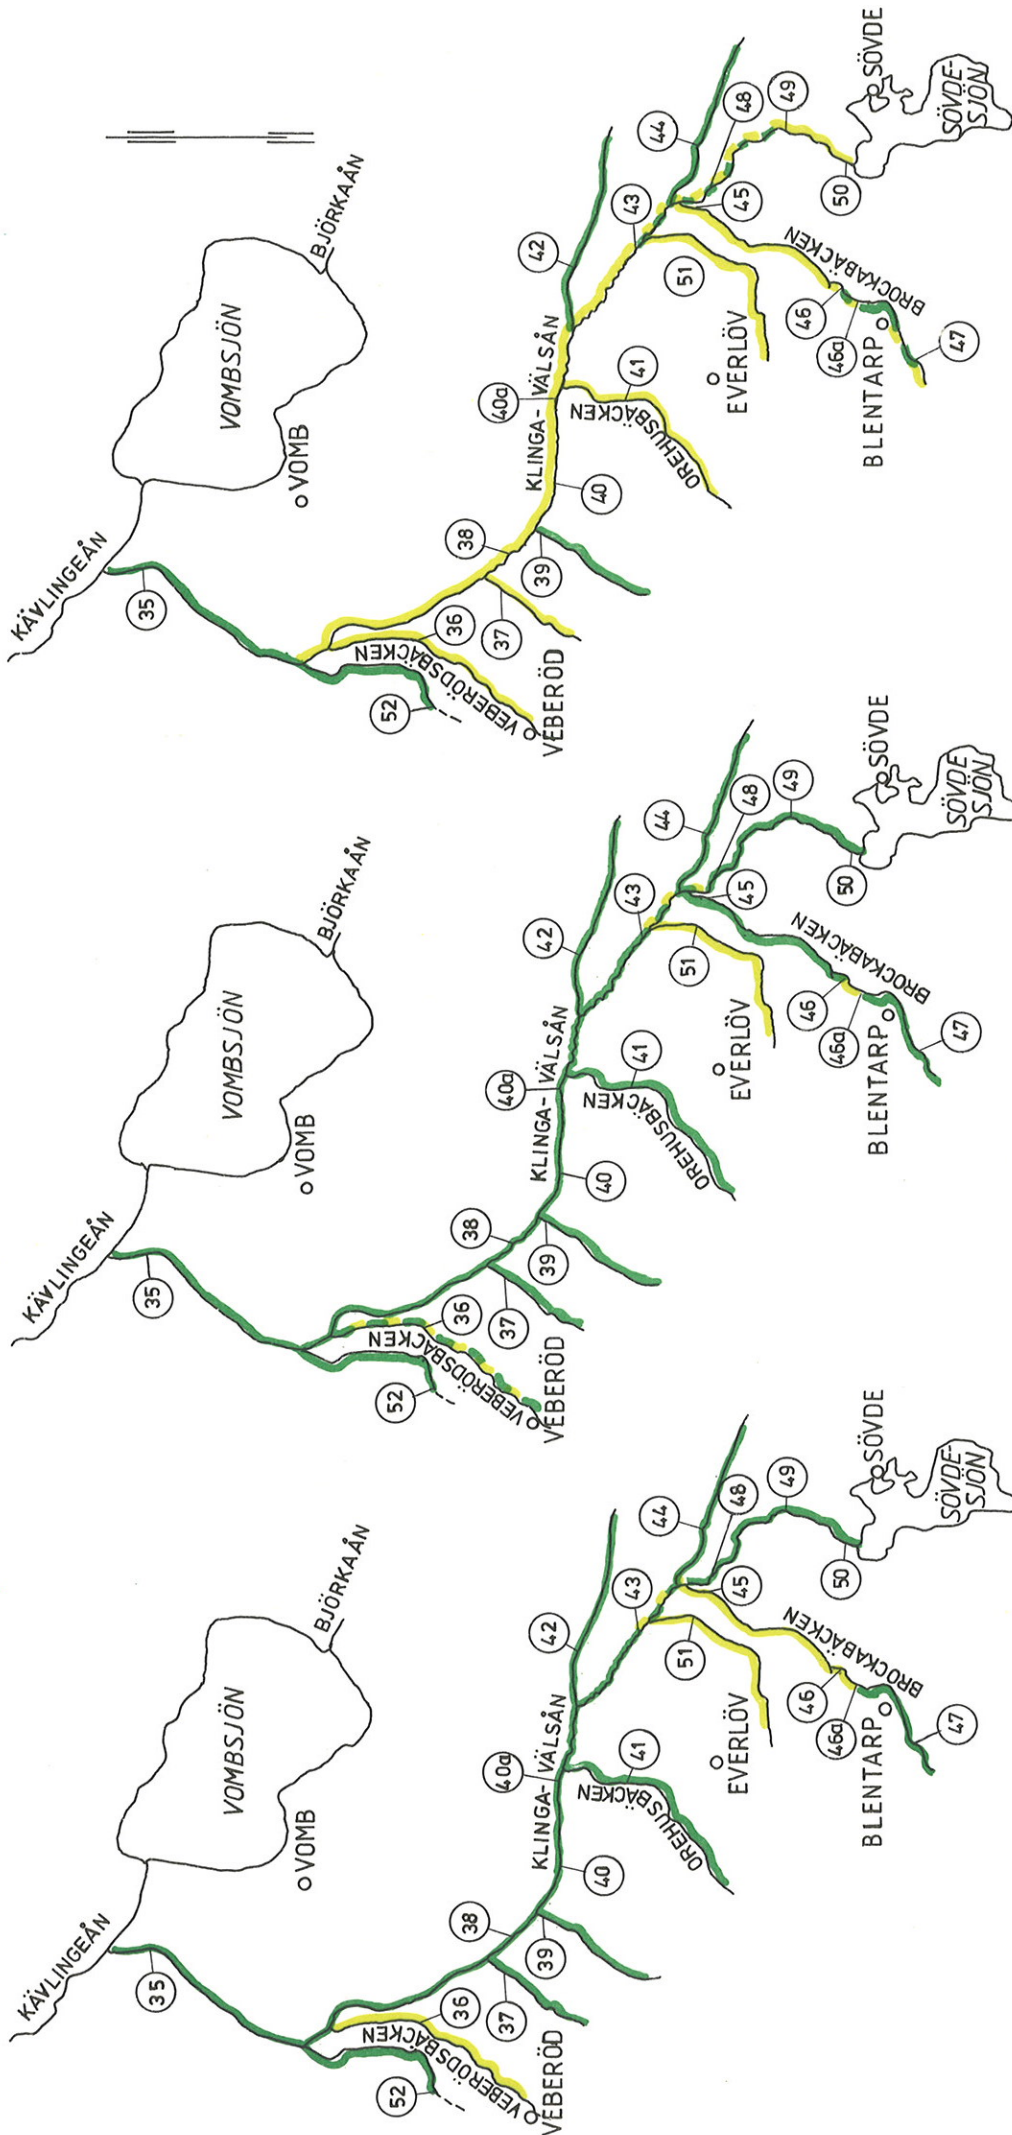 KÄVLINGEÅN
VOMBSJÖN
BJÖRKAÅN
VOMB
35
52
VEBERÖDSBÄCKEN
36
VEBERÖD
37
38
39
40
KLINGA-VÄLSÅN
40a
OREHUSBÄCKEN
41
42
43
44
EVERLÖV
51
45
48
49
50
SÖVDE
SÖVDE-
SJÖN
BROCKABÄCKEN
46
46a
BLENTARP
47
KÄVLINGEÅN
VOMBSJÖN
BJÖRKAÅN
VOMB
35
52
VEBERÖDSBÄCKEN
36
VEBERÖD
37
38
39
40
KLINGA-VÄLSÅN
40a
OREHUSBÄCKEN
41
42
43
44
EVERLÖV
51
45
48
49
50
SÖVDE
SÖVDE
SJÖN
BROCKABÄCKEN
46
46a
BLENTARP
47
KÄVLINGEÅN
VOMBSJÖN
BJÖRKAÅN
VOMB
35
52
VEBERÖDSBÄCKEN
36
VEBERÖD
37
38
39
40
KLINGA-VÄLSÅN
40a
OREHUSBÄCKEN
41
42
43
44
EVERLÖV
51
45
48
49
50
SÖVDE
SÖVDE-
SJÖN
BROCKABÄCKEN
46
46a
BLENTARP
47